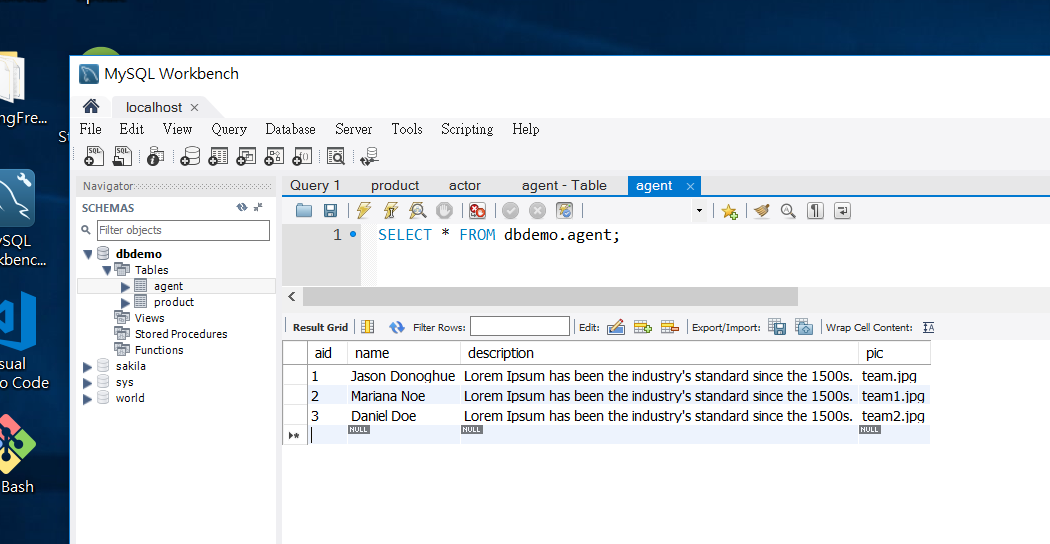 ngFre...
MySQL Workbench
localhost
File Edit View Query Database Server Tools Scripting Help
Navigator
Query 1 product actor agent - Table agent
SCHEMAS
Filter objects
1 SELECT * FROM dbdemo.agent;
dbdemo
Tables
agent
product
Views
Stored Procedures
Functions
sakila
sys
world
Result Grid Filter Rows: Edit: Export/Import: Wrap Cell Content:
aid name description pic
1 Jason Donoghue Lorem Ipsum has been the industry's standard since the 1500s. team.jpg
2 Mariana Noe Lorem Ipsum has been the industry's standard since the 1500s. team1.jpg
3 Daniel Doe Lorem Ipsum has been the industry's standard since the 1500s. team2.jpg
NULL NULL NULL
ySQL
kbenc...
sual
o Code
Bash